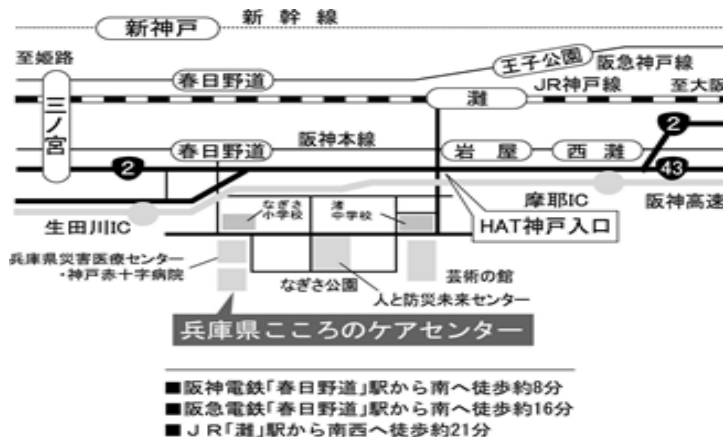 新幹線
新神戸
至姫路
王子公園
阪急神戸線
春日野道
JR神戸線
至大阪
灘
三ノ宮
2
阪神本線
春日野道
岩屋
西灘
2
43
生田川IC
なぎさ
小学校
渚
中学校
摩耶IC
阪神高速
HAT神戸入口
兵庫県災害医療センター
・神戸赤十字病院
なぎさ公園
芸術の館
人と防災未来センター
兵庫県こころのケアセンター
■阪神電鉄「春日野道」駅から南へ徒歩約8分
■阪急電鉄「春日野道」駅から南へ徒歩約16分
■JR「灘」駅から南西へ徒歩約21分